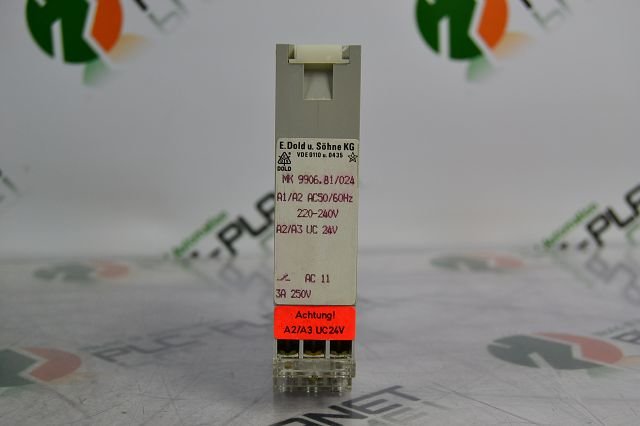 E. Dold u. Söhne KG
VDE 0110 u. 0435
DOLD
MK 9906.81/024
A1/A2 AC50/60Hz
220-240V
A2/A3 UC 24V
AC 11
3A 250V
Achtung!
A2/A3 UC24V